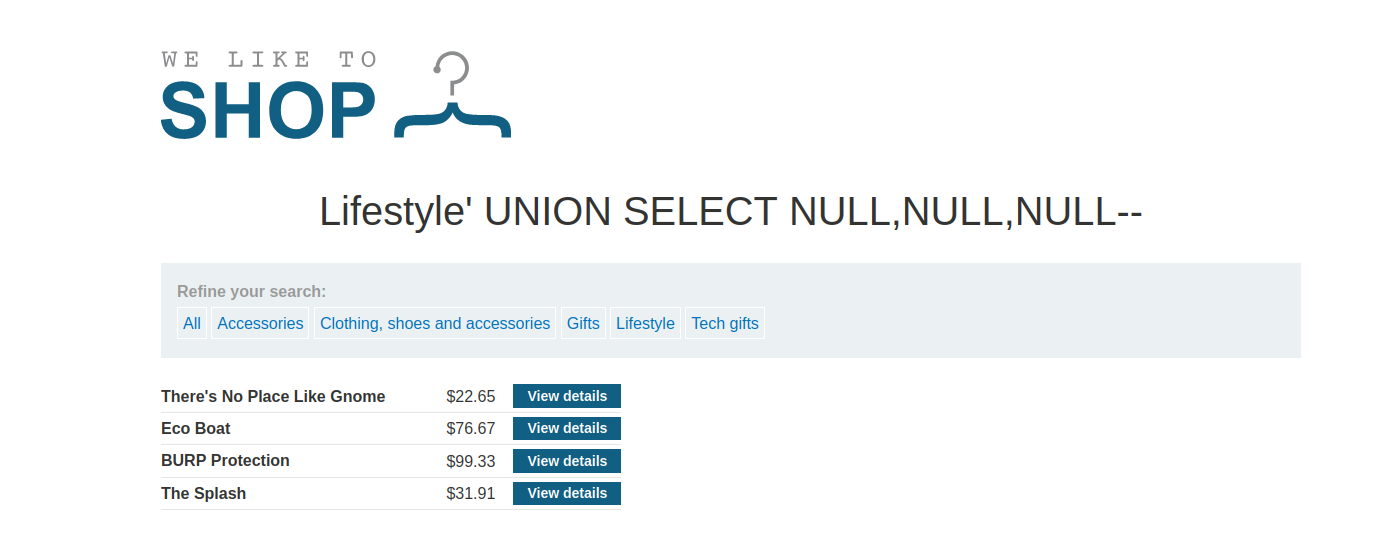 WE LIKE TO
SHOP
Lifestyle' UNION SELECT NULL,NULL,NULL--
Refine your search:
All Accessories Clothing, shoes and accessories Gifts Lifestyle Tech gifts
There's No Place Like Gnome $22.65 View details
Eco Boat $76.67 View details
BURP Protection $99.33 View details
The Splash $31.91 View details